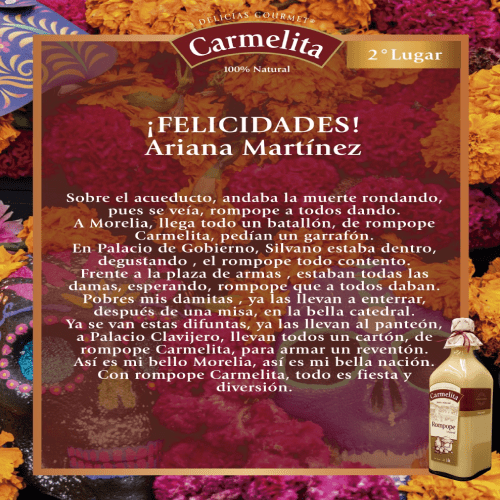 DELICIAS GOURMET
Carmelita
100% Natural
2° Lugar
¡FELICIDADES!
Ariana Martínez
Sobre el acueducto, andaba la muerte rondando,
pues se veía, rompope a todos dando.
A Morelia, llega todo un batallón, de rompope
Carmelita, pedían un garrafón.
En Palacio de Gobierno, Silvano estaba dentro,
degustando , el rompope todo contento.
Frente a la plaza de armas , estaban todas las
damas, esperando, rompope que a todos daban.
Pobres mis damitas , ya las llevan a enterrar,
después de una misa, en la bella catedral.
Ya se van estas difuntas, ya las llevan al panteón,
a Palacio Clavijero, llevan todos un cartón, de
rompope Carmelita, para armar un reventón.
Así es mi bello Morelia, así es mi bella nación.
Con rompope Carmelita, todo es fiesta y
diversión.
Carmelita
Rompope